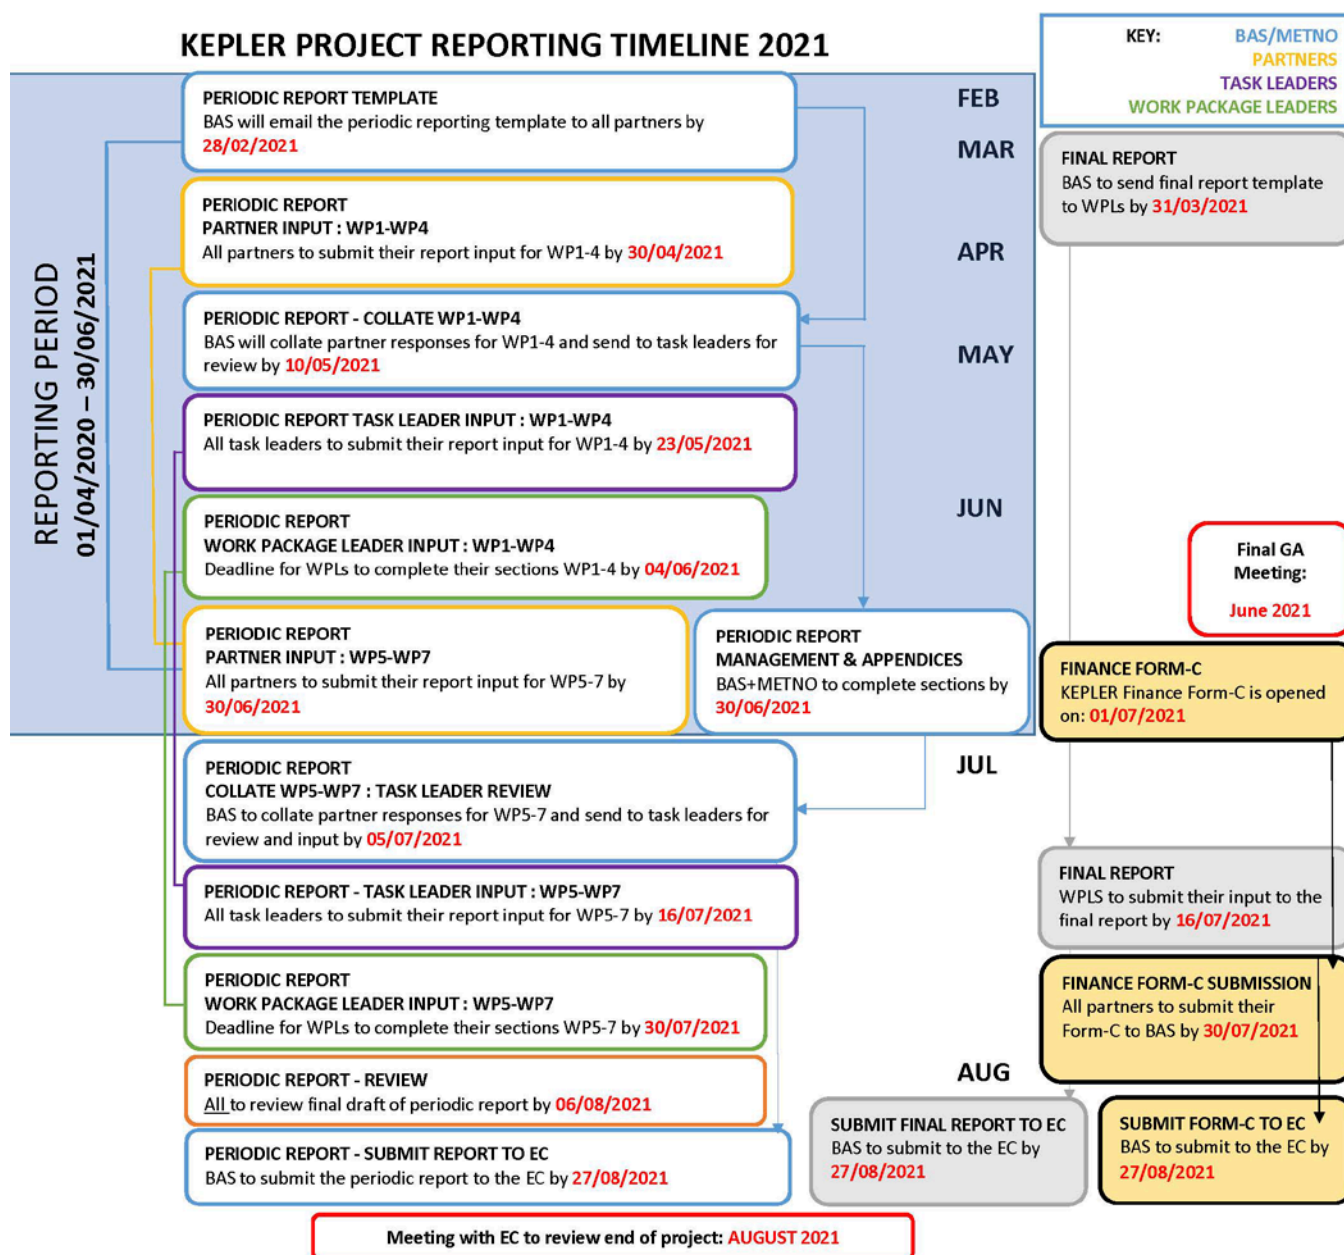 KEPLER PROJECT REPORTING TIMELINE 2021
KEY: BAS/METNO
PARTNERS
TASK LEADERS
WORK PACKAGE LEADERS
REPORTING PERIOD
01/04/2020 – 30/06/2021
FEB
MAR
APR
MAY
JUN
JUL
AUG
PERIODIC REPORT TEMPLATE
BAS will email the periodic reporting template to all partners by
28/02/2021
PERIODIC REPORT
PARTNER INPUT : WP1-WP4
All partners to submit their report input for WP1-4 by 30/04/2021
PERIODIC REPORT - COLLATE WP1-WP4
BAS will collate partner responses for WP1-4 and send to task leaders for
review by 10/05/2021
PERIODIC REPORT TASK LEADER INPUT : WP1-WP4
All task leaders to submit their report input for WP1-4 by 23/05/2021
PERIODIC REPORT
WORK PACKAGE LEADER INPUT : WP1-WP4
Deadline for WPLs to complete their sections WP1-4 by 04/06/2021
PERIODIC REPORT
PARTNER INPUT : WP5-WP7
All partners to submit their report input for WP5-7 by
30/06/2021
PERIODIC REPORT
MANAGEMENT & APPENDICES
BAS+METNO to complete sections by
30/06/2021
PERIODIC REPORT
COLLATE WP5-WP7 : TASK LEADER REVIEW
BAS to collate partner responses for WP5-7 and send to task leaders for
review and input by 05/07/2021
PERIODIC REPORT - TASK LEADER INPUT : WP5-WP7
All task leaders to submit their report input for WP5-7 by 16/07/2021
PERIODIC REPORT
WORK PACKAGE LEADER INPUT : WP5-WP7
Deadline for WPLs to complete their sections WP5-7 by 30/07/2021
PERIODIC REPORT - REVIEW
All to review final draft of periodic report by 06/08/2021
PERIODIC REPORT - SUBMIT REPORT TO EC
BAS to submit the periodic report to the EC by 27/08/2021
FINAL REPORT
BAS to send final report template
to WPLs by 31/03/2021
Final GA
Meeting:
June 2021
FINANCE FORM-C
KEPLER Finance Form-C is opened
on: 01/07/2021
FINAL REPORT
WPLS to submit their input to the
final report by 16/07/2021
FINANCE FORM-C SUBMISSION
All partners to submit their
Form-C to BAS by 30/07/2021
SUBMIT FINAL REPORT TO EC
BAS to submit to the EC by
27/08/2021
SUBMIT FORM-C TO EC
BAS to submit to the EC by
27/08/2021
Meeting with EC to review end of project: AUGUST 2021